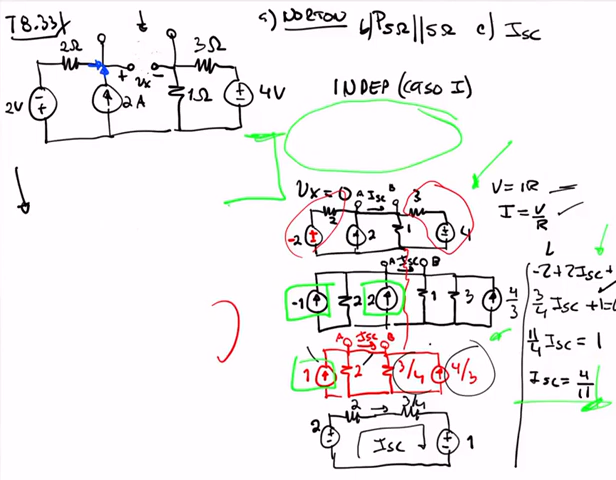 T8.33X
a) NORTON b) P5Ω||5Ω c) Isc
2Ω
3Ω
+ Vx -
2V
2 A
1Ω
4V
INDEP (caso I)
Vx = 0
A Isc B
2
3
-2
2
1
4
V = IR
I = V/R
A Isc B
-1
2
2
1
3
4/3
-2+2Isc+
3/4 Isc +1=0
11/4 Isc = 1
Isc = 4/11
A Isc B
1
2
3/4
4/3
2
3/4
2
Isc
1